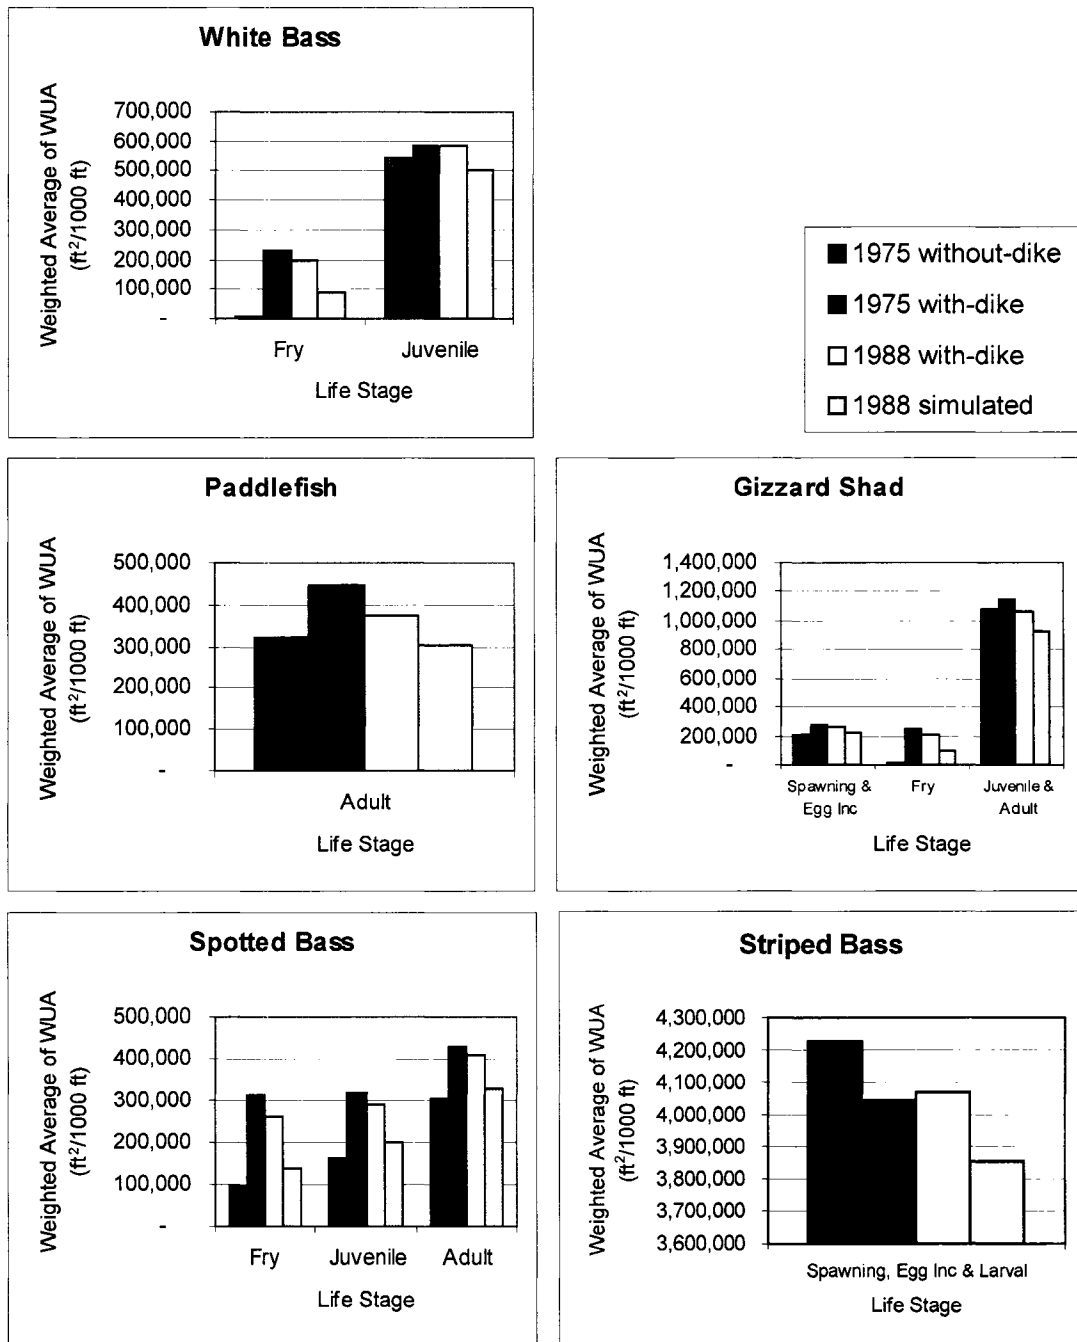 White Bass
Weighted Average of WUA
(ft²/1000 ft)
700,000
600,000
500,000
400,000
300,000
200,000
100,000
-
Fry Juvenile
Life Stage
1975 without-dike
1975 with-dike
1988 with-dike
1988 simulated
Paddlefish
Weighted Average of WUA
(ft²/1000 ft)
500,000
400,000
300,000
200,000
100,000
-
Adult
Life Stage
Gizzard Shad
Weighted Average of WUA
(ft²/1000 ft)
1,400,000
1,200,000
1,000,000
800,000
600,000
400,000
200,000
-
Spawning & Fry Juvenile &
Egg Inc Adult
Life Stage
Spotted Bass
Weighted Average of WUA
(ft²/1000 ft)
500,000
400,000
300,000
200,000
100,000
-
Fry Juvenile Adult
Life Stage
Striped Bass
Weighted Average of WUA
(ft²/1000 ft)
4,300,000
4,200,000
4,100,000
4,000,000
3,900,000
3,800,000
3,700,000
3,600,000
Spawning, Egg Inc & Larval
Life Stage